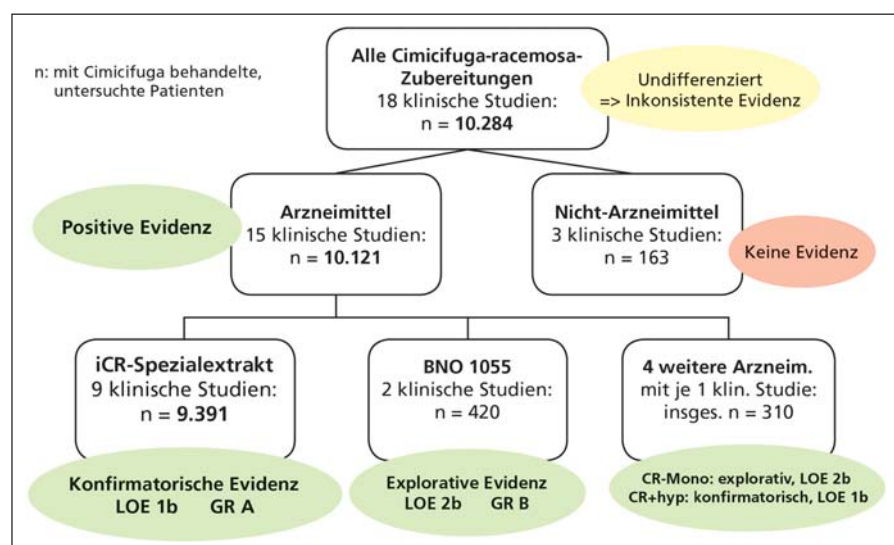 n: mit Cimicifuga behandelte,
untersuchte Patienten
Alle Cimicifuga-racemosa-
Zubereitungen
18 klinische Studien:
n = 10.284
Undifferenziert
=> Inkonsistente Evidenz
Positive Evidenz
Arzneimittel
15 klinische Studien:
n = 10.121
Nicht-Arzneimittel
3 klinische Studien:
n = 163
Keine Evidenz
iCR-Spezialextrakt
9 klinische Studien:
n = 9.391
BNO 1055
2 klinische Studien:
n = 420
4 weitere Arzneim.
mit je 1 klin. Studie:
insges. n = 310
Konfirmatorische Evidenz
LOE 1b GR A
Explorative Evidenz
LOE 2b GR B
CR-Mono: explorativ, LOE 2b
CR+hyp: konfirmatorisch, LOE 1b